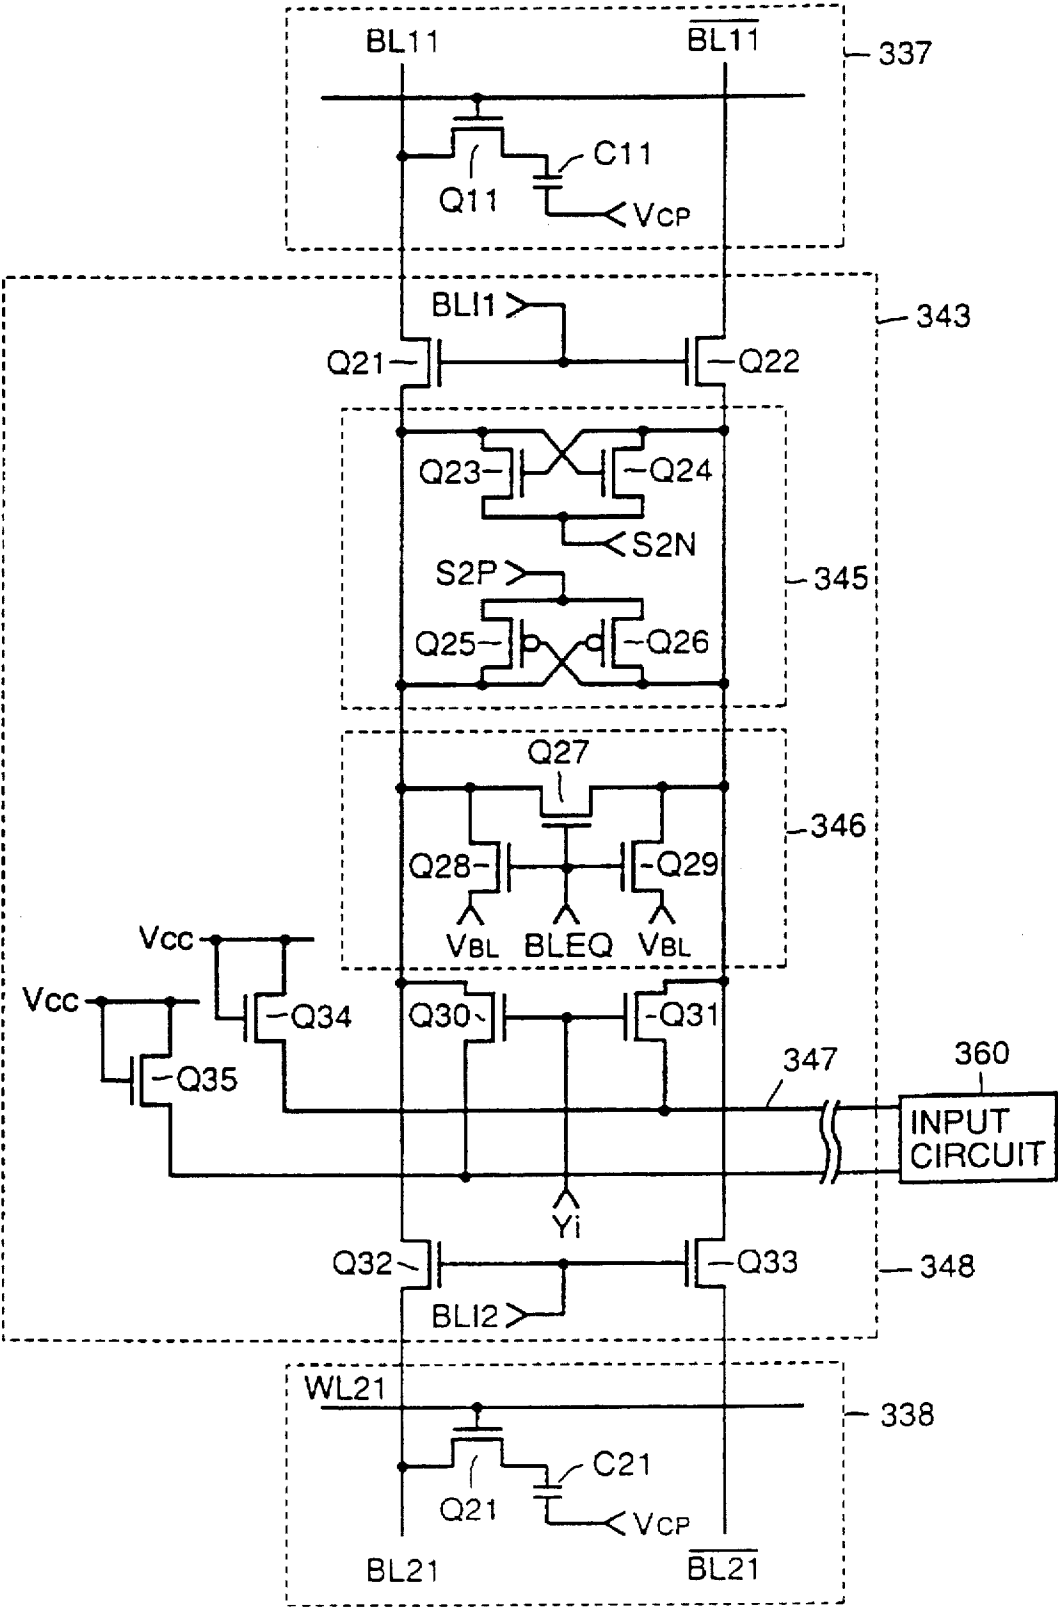 BL11 BL11
337
C11
Q11
VCP
BLI1
343
Q21 Q22
Q23 Q24
S2N
S2P
345
Q25 Q26
Q27
346
Q28 Q29
VBL BLEQ VBL
VCC
VCC
Q34 Q30 Q31
Q35
347
360
INPUT
CIRCUIT
Yi
Q32 Q33
348
BLI2
WL21
338
C21
Q21
VCP
BL21 BL21